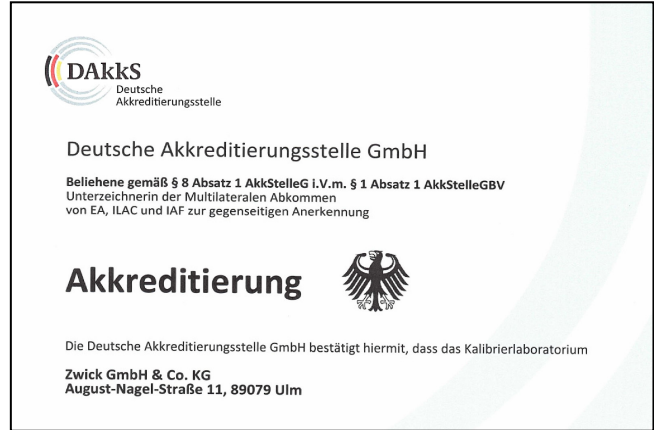 DAkkS
Deutsche
Akkreditierungsstelle
Deutsche Akkreditierungsstelle GmbH
Beliehene gemäß § 8 Absatz 1 AkkStelleG i.V.m. § 1 Absatz 1 AkkStelleGBV
Unterzeichnerin der Multilateralen Abkommen
von EA, ILAC und IAF zur gegenseitigen Anerkennung
Akkreditierung
Die Deutsche Akkreditierungsstelle GmbH bestätigt hiermit, dass das Kalibrierlaboratorium
Zwick GmbH & Co. KG
August-Nagel-Straße 11, 89079 Ulm